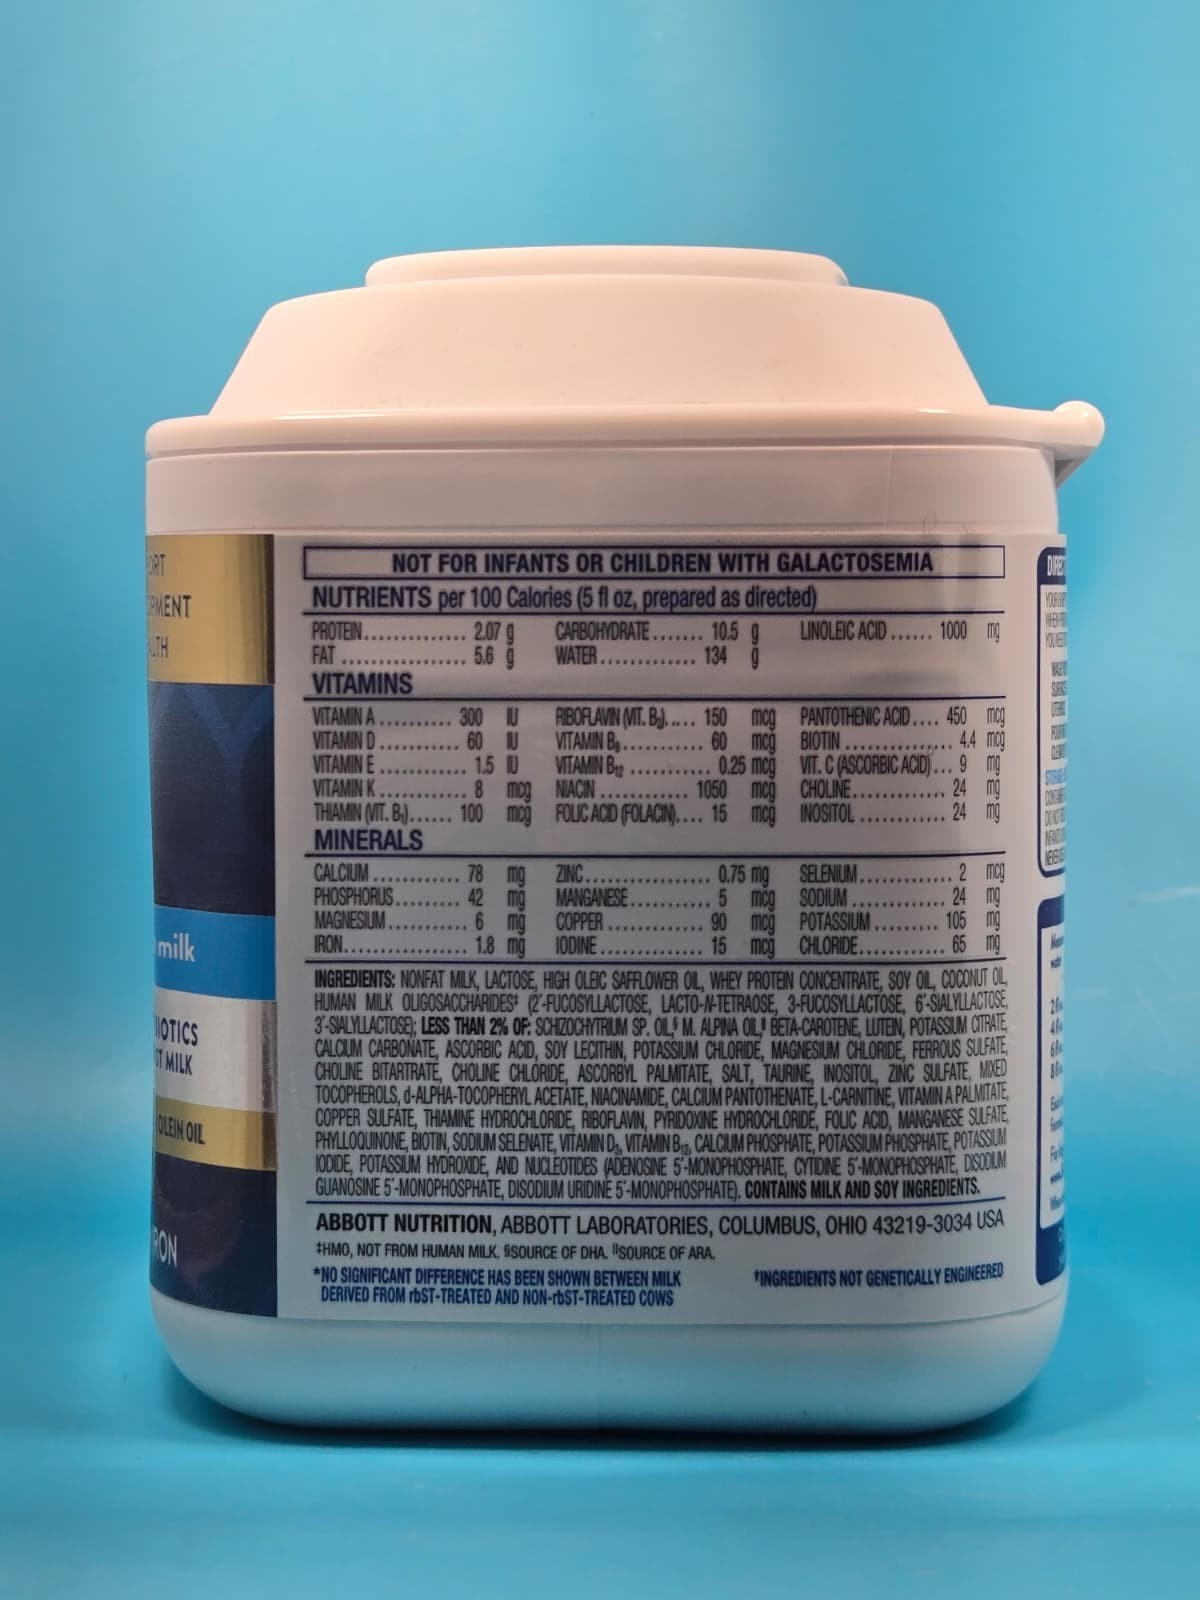 ORT
OPMENT
ALTH
milk
BIOTICS
ST MILK
OLEIN OIL
IRON
NOT FOR INFANTS OR CHILDREN WITH GALACTOSEMIA
NUTRIENTS per 100 Calories (5 fl oz, prepared as directed)
PROTEIN............... 2.07 g CARBOHYDRATE....... 10.5 g LINOLEIC ACID...... 1000 mg
FAT.................. 5.6 g WATER............. 134 g
VITAMINS
VITAMIN A.......... 300 IU RIBOFLAVIN (VIT. B₂)..... 150 mcg PANTOTHENIC ACID.... 450 mcg
VITAMIN D........... 60 IU VITAMIN B₆........... 60 mcg BIOTIN............... 4.4 mcg
VITAMIN E............ 1.5 IU VITAMIN B₁₂........... 0.25 mcg VIT. C (ASCORBIC ACID)... 9 mg
VITAMIN K............ 8 mcg NIACIN............. 1050 mcg CHOLINE............. 24 mg
THIAMIN (VIT. B₁)...... 100 mcg FOLIC ACID (FOLACIN).... 15 mcg INOSITOL............ 24 mg
MINERALS
CALCIUM............ 78 mg ZINC................. 0.75 mg SELENIUM............. 2 mcg
PHOSPHORUS......... 42 mg MANGANESE........... 5 mcg SODIUM............. 24 mg
MAGNESIUM.......... 6 mg COPPER............. 90 mcg POTASSIUM.......... 105 mg
IRON................. 1.8 mg IODINE.............. 15 mcg CHLORIDE............ 65 mg
INGREDIENTS: NONFAT MILK, LACTOSE, HIGH OLEIC SAFFLOWER OIL, WHEY PROTEIN CONCENTRATE, SOY OIL, COCONUT OIL,
HUMAN MILK OLIGOSACCHARIDES‡ (2'-FUCOSYLLACTOSE, LACTO-N-TETRAOSE, 3-FUCOSYLLACTOSE, 6'-SIALYLLACTOSE,
3'-SIALYLLACTOSE); LESS THAN 2% OF: SCHIZOCHYTRIUM SP. OIL,§ M. ALPINA OIL,‖ BETA-CAROTENE, LUTEIN, POTASSIUM CITRATE,
CALCIUM CARBONATE, ASCORBIC ACID, SOY LECITHIN, POTASSIUM CHLORIDE, MAGNESIUM CHLORIDE, FERROUS SULFATE,
CHOLINE BITARTRATE, CHOLINE CHLORIDE, ASCORBYL PALMITATE, SALT, TAURINE, INOSITOL, ZINC SULFATE, MIXED
TOCOPHEROLS, d-ALPHA-TOCOPHERYL ACETATE, NIACINAMIDE, CALCIUM PANTOTHENATE, L-CARNITINE, VITAMIN A PALMITATE,
COPPER SULFATE, THIAMINE HYDROCHLORIDE, RIBOFLAVIN, PYRIDOXINE HYDROCHLORIDE, FOLIC ACID, MANGANESE SULFATE,
PHYLLOQUINONE, BIOTIN, SODIUM SELENATE, VITAMIN D₃, VITAMIN B₁₂, CALCIUM PHOSPHATE, POTASSIUM PHOSPHATE, POTASSIUM
IODIDE, POTASSIUM HYDROXIDE, AND NUCLEOTIDES (ADENOSINE 5'-MONOPHOSPHATE, CYTIDINE 5'-MONOPHOSPHATE, DISODIUM
GUANOSINE 5'-MONOPHOSPHATE, DISODIUM URIDINE 5'-MONOPHOSPHATE). CONTAINS MILK AND SOY INGREDIENTS.
ABBOTT NUTRITION, ABBOTT LABORATORIES, COLUMBUS, OHIO 43219-3034 USA
‡HMO, NOT FROM HUMAN MILK. §SOURCE OF DHA. ‖SOURCE OF ARA.
*NO SIGNIFICANT DIFFERENCE HAS BEEN SHOWN BETWEEN MILK
DERIVED FROM rbST-TREATED AND NON-rbST-TREATED COWS
†INGREDIENTS NOT GENETICALLY ENGINEERED